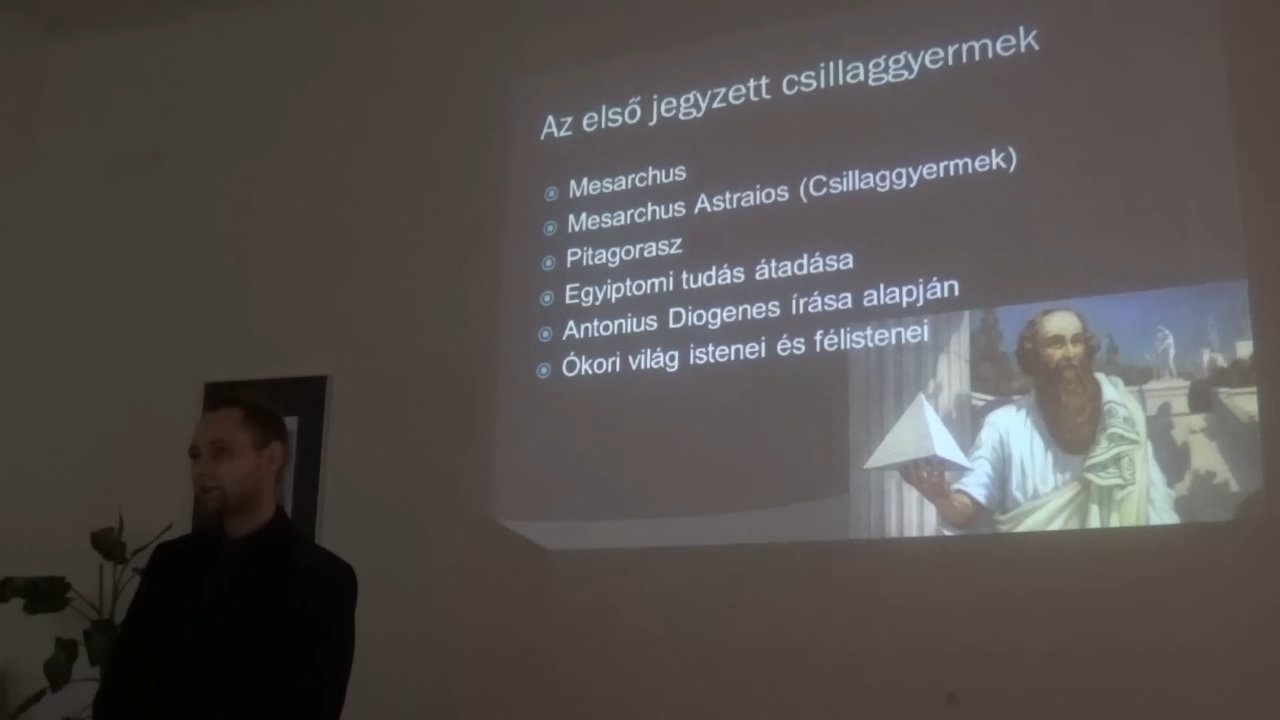 Az első jegyzett csillaggyermek
Mesarchus
Mesarchus Astraios (Csillaggyermek)
Pitagorasz
Egyiptomi tudás átadása
Antonius Diogenes írása alapján
Ókori világ istenei és félistenei